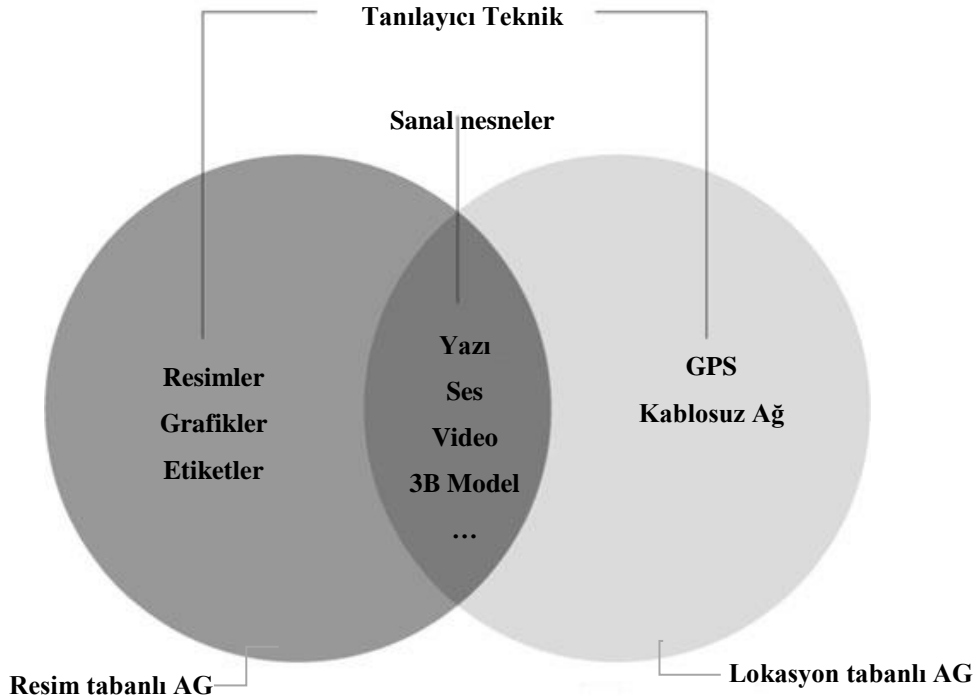 Tanılayıcı Teknik
Sanal nesneler
Resimler
Grafikler
Etiketler
Yazı
Ses
Video
3B Model
…
GPS
Kablosuz Ağ
Resim tabanlı AG
Lokasyon tabanlı AG